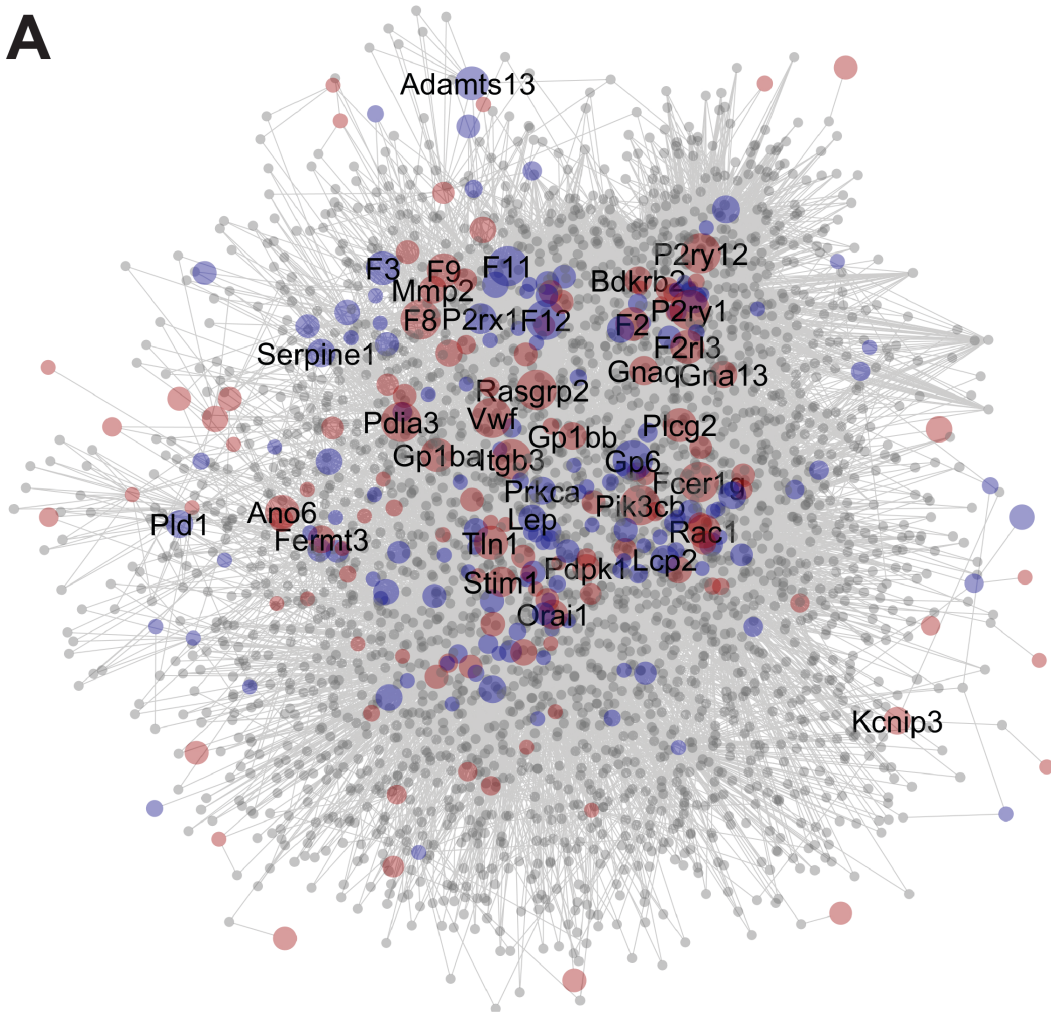 A
Adamts13
P2ry12
F3
F9
F11
Bdkrb2
Mmp2
P2ry1
F8
P2rx1
F12
F2
F2rl3
Serpine1
Gnaq
Gna13
Rasgrp2
Pdia3
Vwf
Plcg2
Gp1bb
Gp1ba
Itgb3
Gp6
Fcer1g
Prkca
Pik3cb
Ano6
Pld1
Lep
Rac1
Fermt3
Tln1
Lcp2
Pdpk1
Stim1
Orai1
Kcnip3